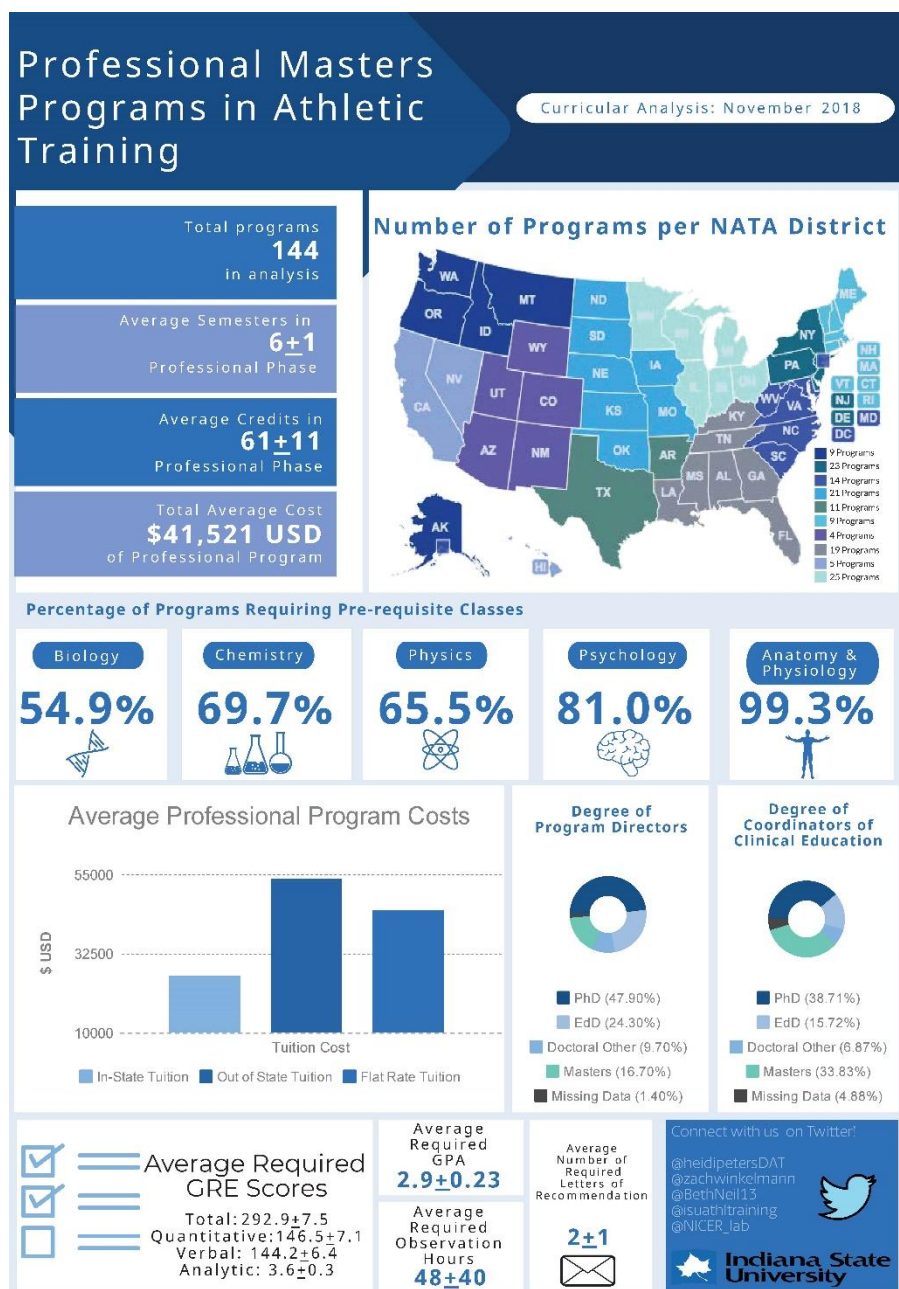 Professional Masters
Programs in Athletic
Training
Curricular Analysis: November 2018
Total programs
144
in analysis
Average Semesters in
6±1
Professional Phase
Average Credits in
61±11
Professional Phase
Total Average Cost
$41,521 USD
of Professional Program
Number of Programs per NATA District
WA
OR
ID
MT
WY
NV
CA
UT
CO
AZ
NM
ND
SD
NE
KS
OK
IA
MO
TX
AR
LA
MN
WI
MI
IL
IN
OH
KY
TN
MS
AL
GA
FL
WV
VA
NC
SC
NY
PA
ME
NH
MA
VT
CT
NJ
RI
DE
MD
DC
AK
HI
9 Programs
23 Programs
14 Programs
21 Programs
11 Programs
9 Programs
4 Programs
19 Programs
5 Programs
25 Programs
Percentage of Programs Requiring Pre-requisite Classes
Biology
54.9%
Chemistry
69.7%
Physics
65.5%
Psychology
81.0%
Anatomy &
Physiology
99.3%
Average Professional Program Costs
55000
32500
10000
$ USD
Tuition Cost
In-State Tuition
Out of State Tuition
Flat Rate Tuition
Degree of
Program Directors
PhD (47.90%)
EdD (24.30%)
Doctoral Other (9.70%)
Masters (16.70%)
Missing Data (1.40%)
Degree of
Coordinators of
Clinical Education
PhD (38.71%)
EdD (15.72%)
Doctoral Other (6.87%)
Masters (33.83%)
Missing Data (4.88%)
Average Required
GRE Scores
Total: 292.9±7.5
Quantitative: 146.5±7.1
Verbal: 144.2±6.4
Analytic: 3.6±0.3
Average
Required
GPA
2.9±0.23
Average
Required
Observation
Hours
48±40
Average
Number of
Required
Letters of
Recommendation
2±1
Connect with us on Twitter!
@heidipetersDAT
@zachwinkelmann
@BethNeil13
@isuathltraining
@NICER_lab
Indiana State
University